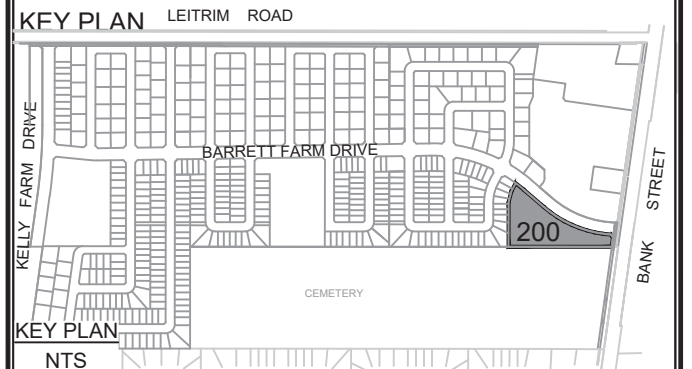 KEY PLAN
LEITRIM ROAD
KELLY FARM DRIVE
BARRETT FARM DRIVE
BANK STREET
200
CEMETERY
KEY PLAN
NTS